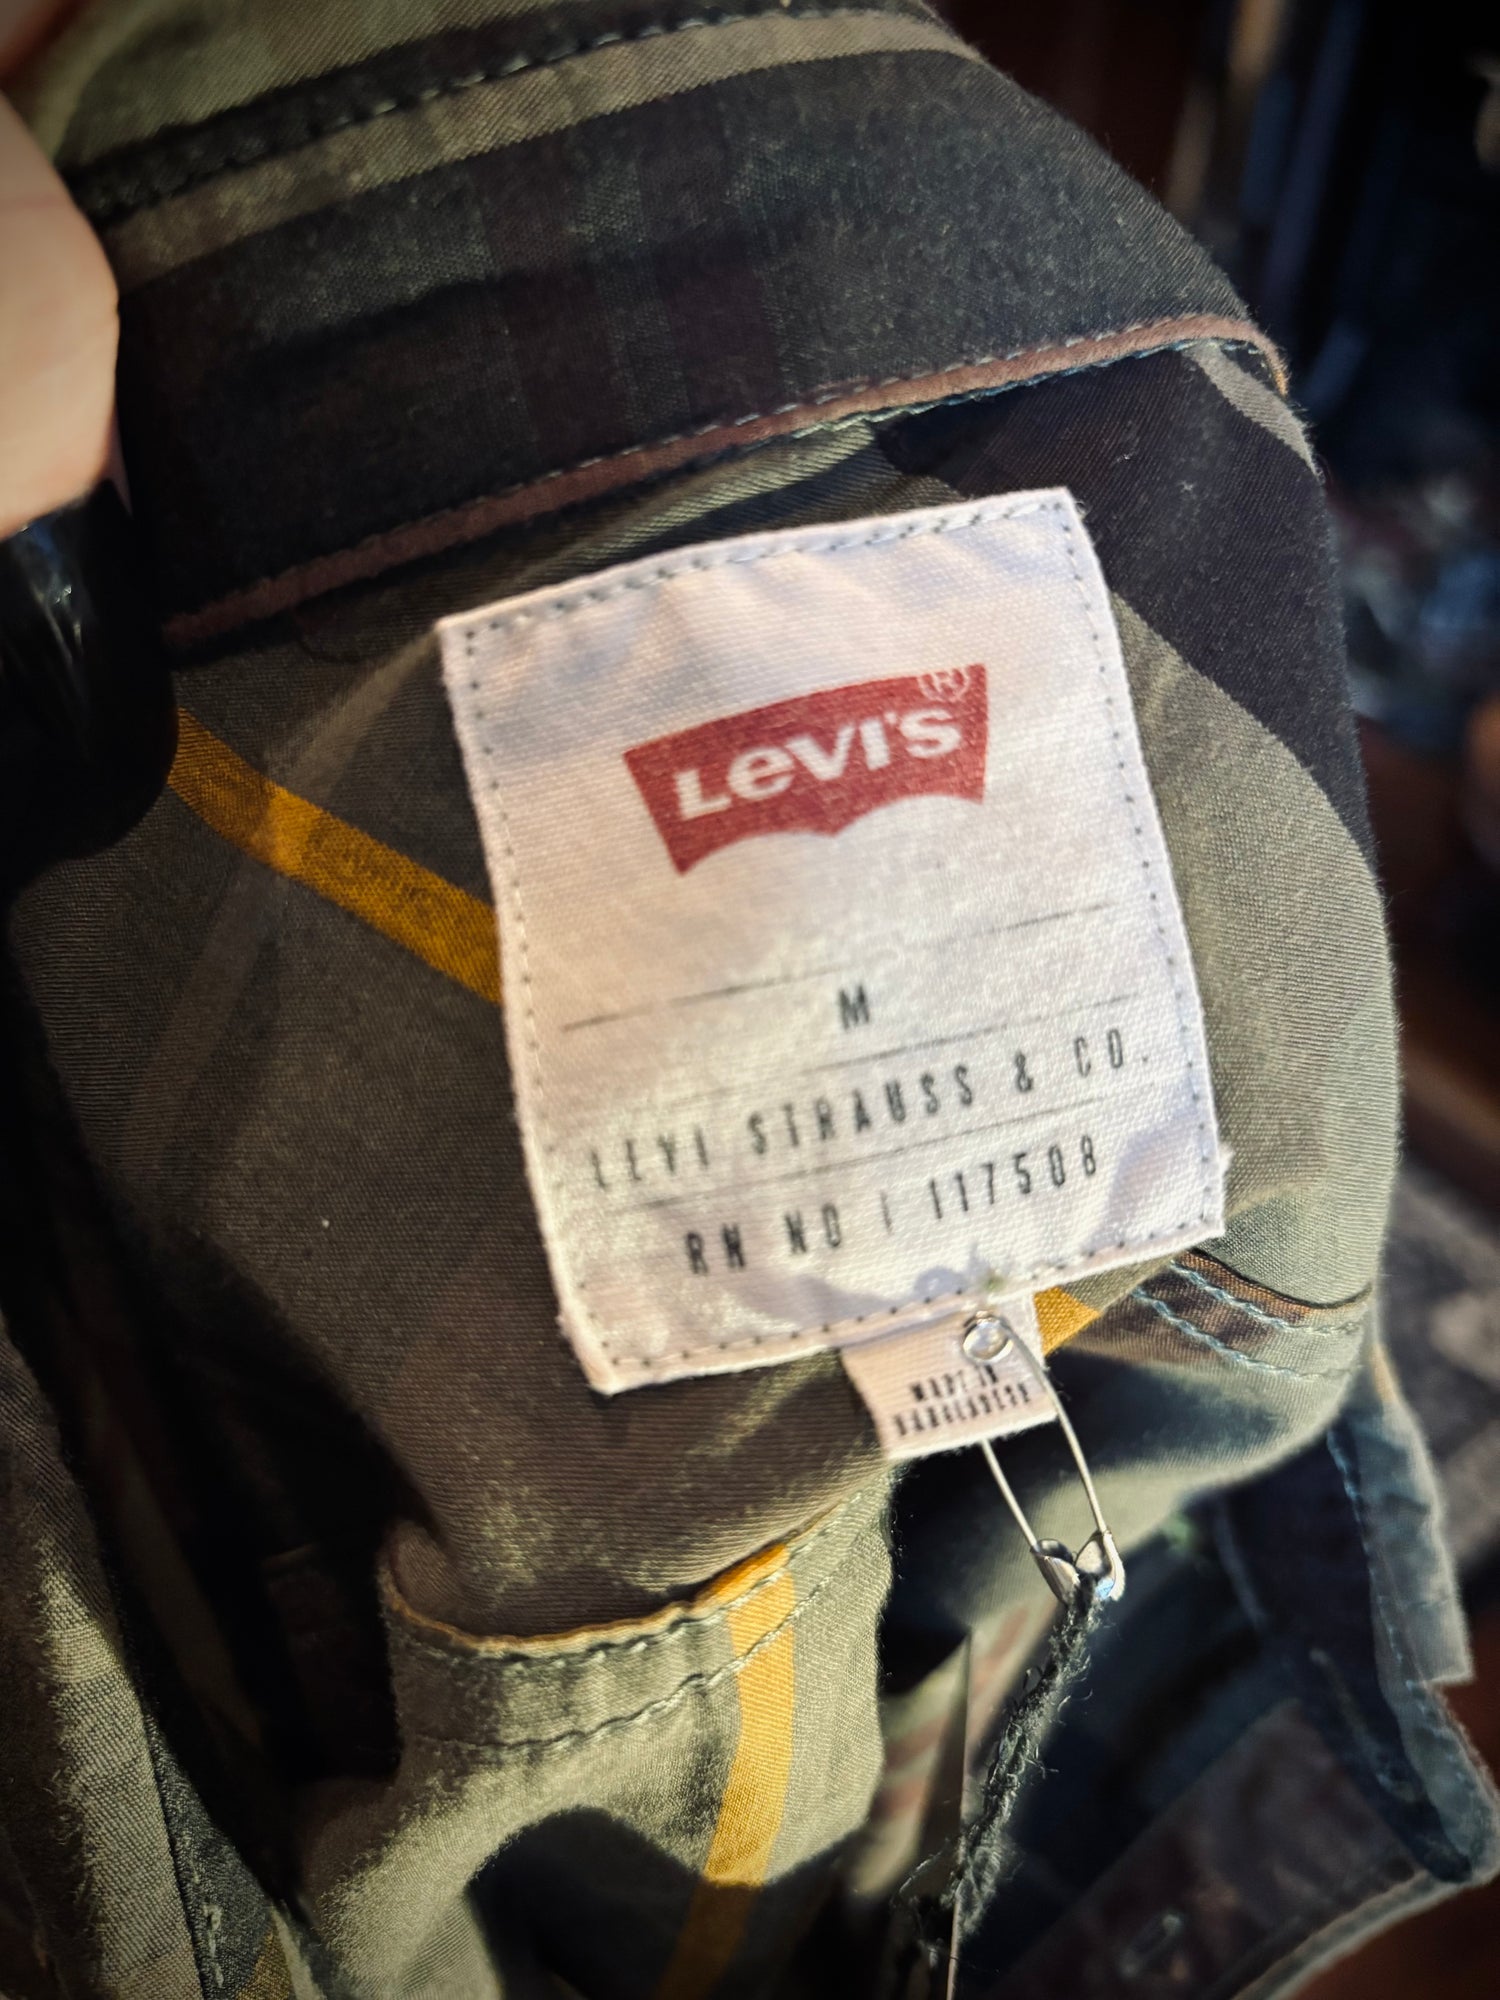 Levi's®
M
LEVI STRAUSS & CO.
RN NO | 117508
MADE IN
BANGLADESH